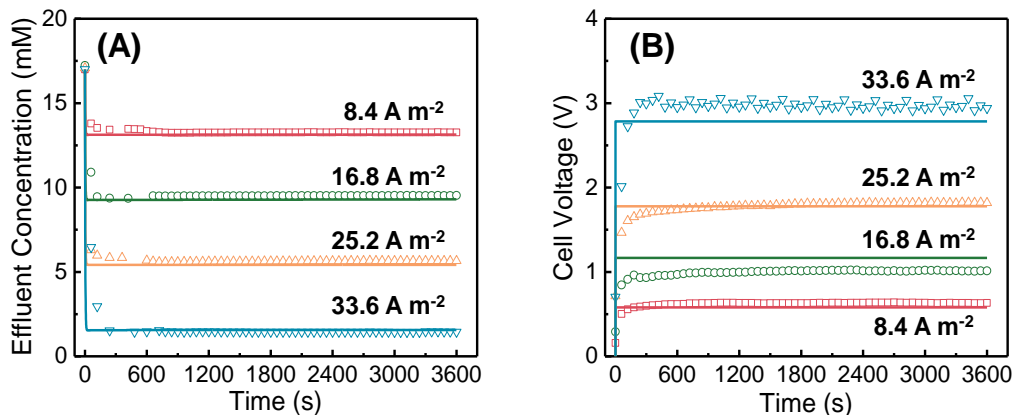 (A)
Effluent Concentration (mM)
20
15
10
5
0
8.4 A m⁻²
16.8 A m⁻²
25.2 A m⁻²
33.6 A m⁻²
0 600 1200 1800 2400 3000 3600
Time (s)
(B)
Cell Voltage (V)
4
3
2
1
0
33.6 A m⁻²
25.2 A m⁻²
16.8 A m⁻²
8.4 A m⁻²
0 600 1200 1800 2400 3000 3600
Time (s)